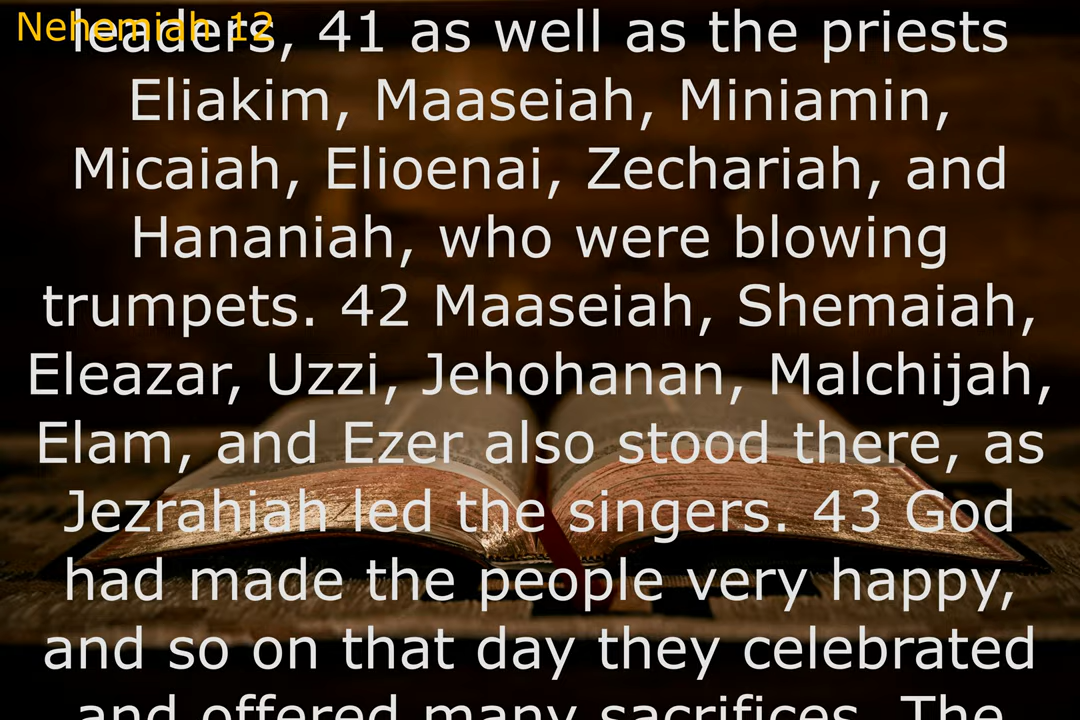 Nehemiah 12
leaders, 41 as well as the priests
Eliakim, Maaseiah, Miniamin,
Micaiah, Elioenai, Zechariah, and
Hananiah, who were blowing
trumpets. 42 Maaseiah, Shemaiah,
Eleazar, Uzzi, Jehohanan, Malchijah,
Elam, and Ezer also stood there, as
Jezrahiah led the singers. 43 God
had made the people very happy,
and so on that day they celebrated
and offered many sacrifices. The